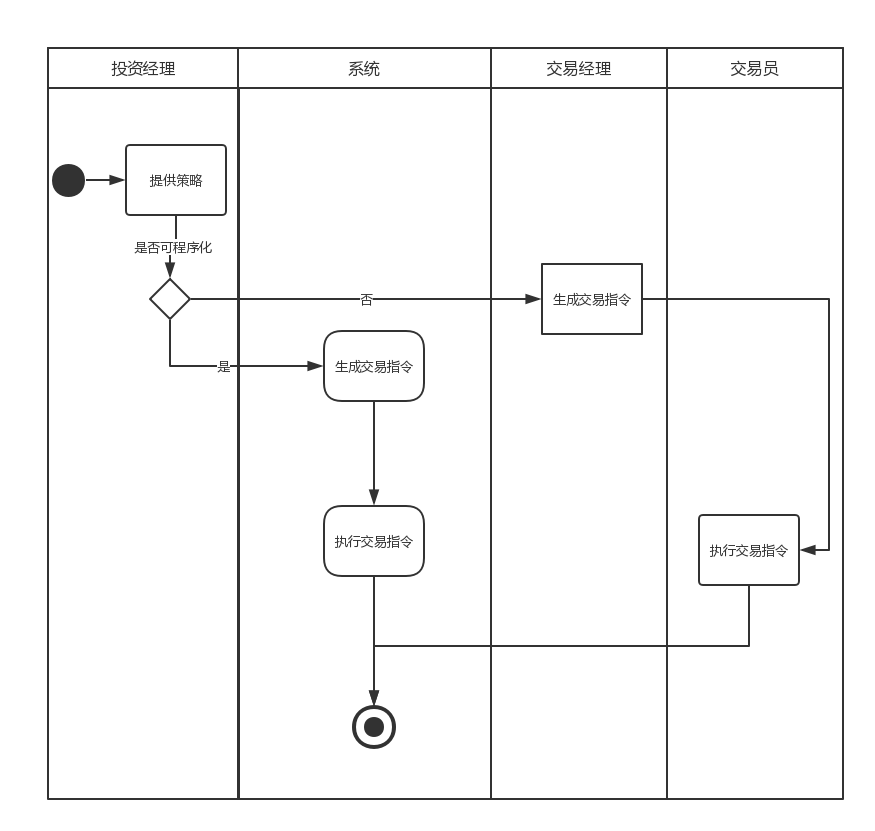 投资经理
系统
交易经理
交易员
提供策略
是否可程序化
否
生成交易指令
是
生成交易指令
执行交易指令
执行交易指令